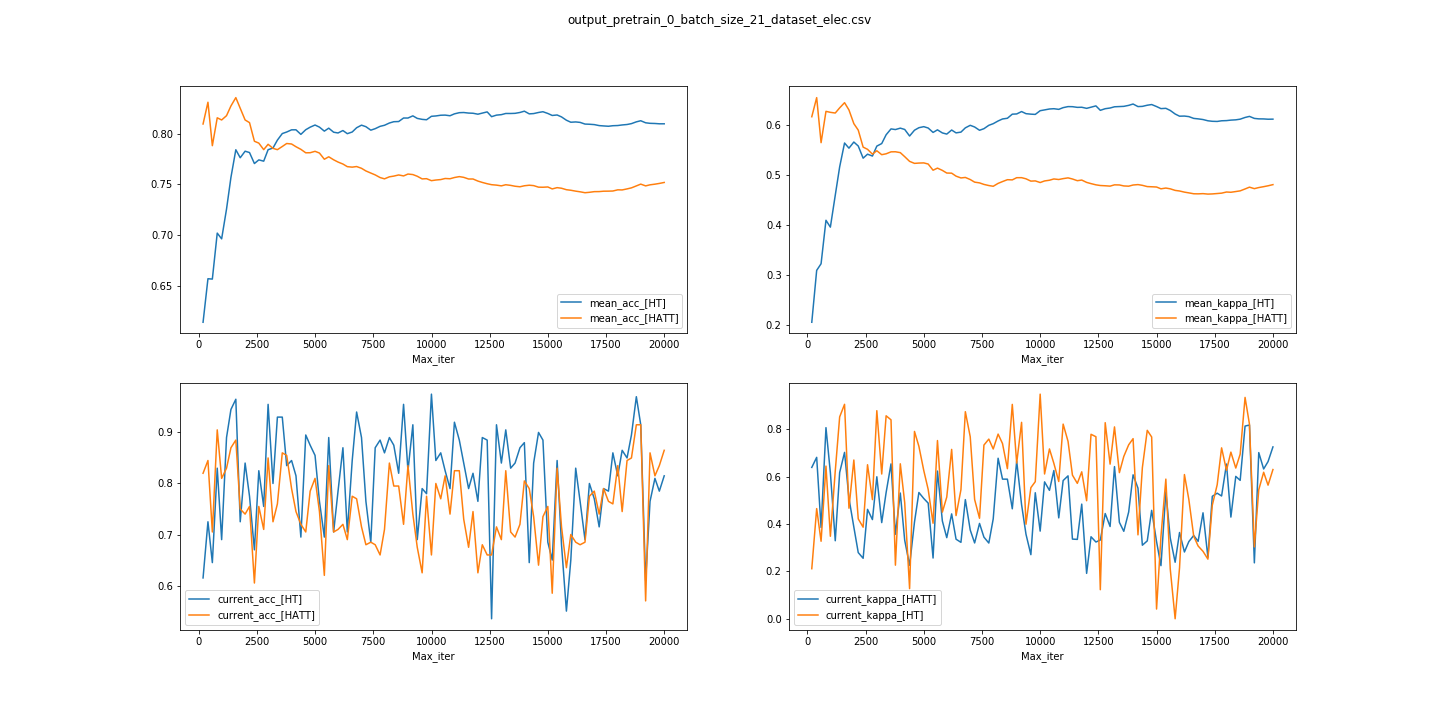 output_pretrain_0_batch_size_21_dataset_elec.csv
0.80
0.75
0.70
0.65
mean_acc_[HT]
mean_acc_[HATT]
0 2500 5000 7500 10000 12500 15000 17500 20000
Max_iter
0.6
0.5
0.4
0.3
0.2
mean_kappa_[HT]
mean_kappa_[HATT]
0 2500 5000 7500 10000 12500 15000 17500 20000
Max_iter
0.9
0.8
0.7
0.6
current_acc_[HT]
current_acc_[HATT]
0 2500 5000 7500 10000 12500 15000 17500 20000
Max_iter
0.8
0.6
0.4
0.2
0.0
current_kappa_[HATT]
current_kappa_[HT]
0 2500 5000 7500 10000 12500 15000 17500 20000
Max_iter